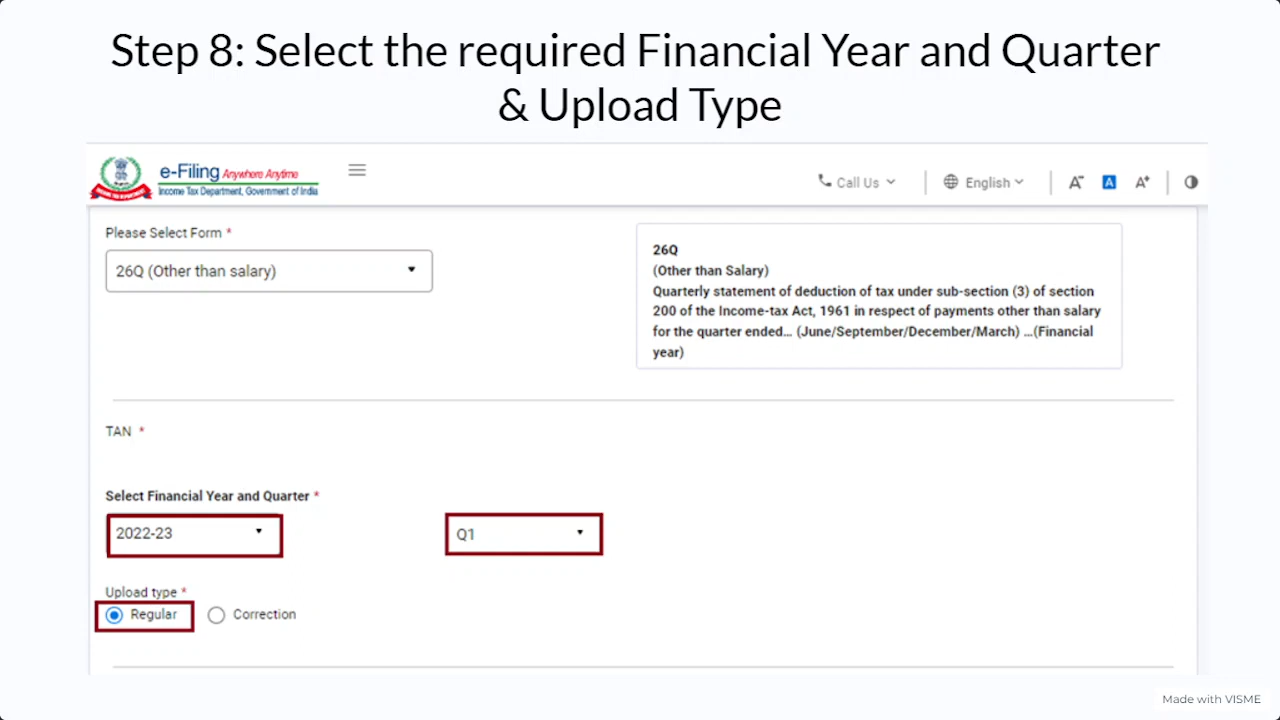 Step 8: Select the required Financial Year and Quarter
& Upload Type
e-Filing Anywhere Anytime
Income Tax Department, Government of India
Call Us
English
A-
A
A+
Please Select Form *
26Q (Other than salary)
26Q
(Other than Salary)
Quarterly statement of deduction of tax under sub-section (3) of section
200 of the Income-tax Act, 1961 in respect of payments other than salary
for the quarter ended... (June/September/December/March) ...(Financial
year)
TAN *
Select Financial Year and Quarter *
2022-23
Q1
Upload type *
Regular
Correction
Made with VISME